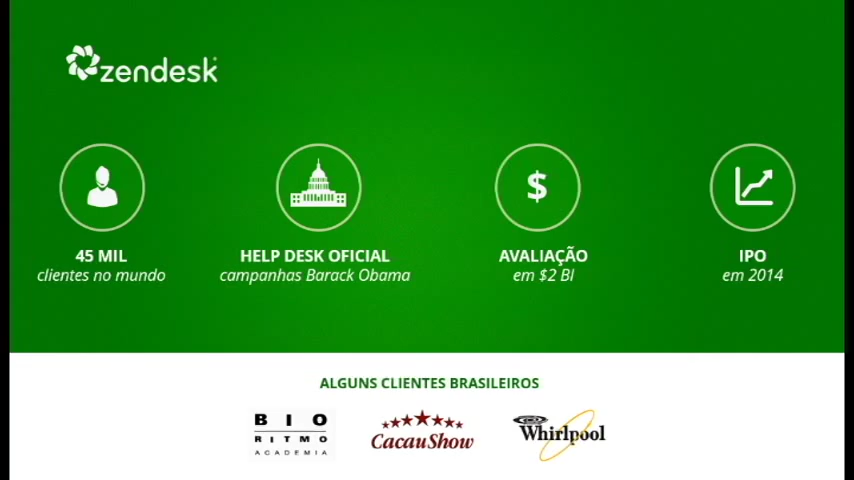 zendesk
45 MIL
clientes no mundo
HELP DESK OFICIAL
campanhas Barack Obama
$
AVALIAÇÃO
em $2 BI
IPO
em 2014
ALGUNS CLIENTES BRASILEIROS
BIO
RITMO
ACADEMIA
CacauShow
Whirlpool